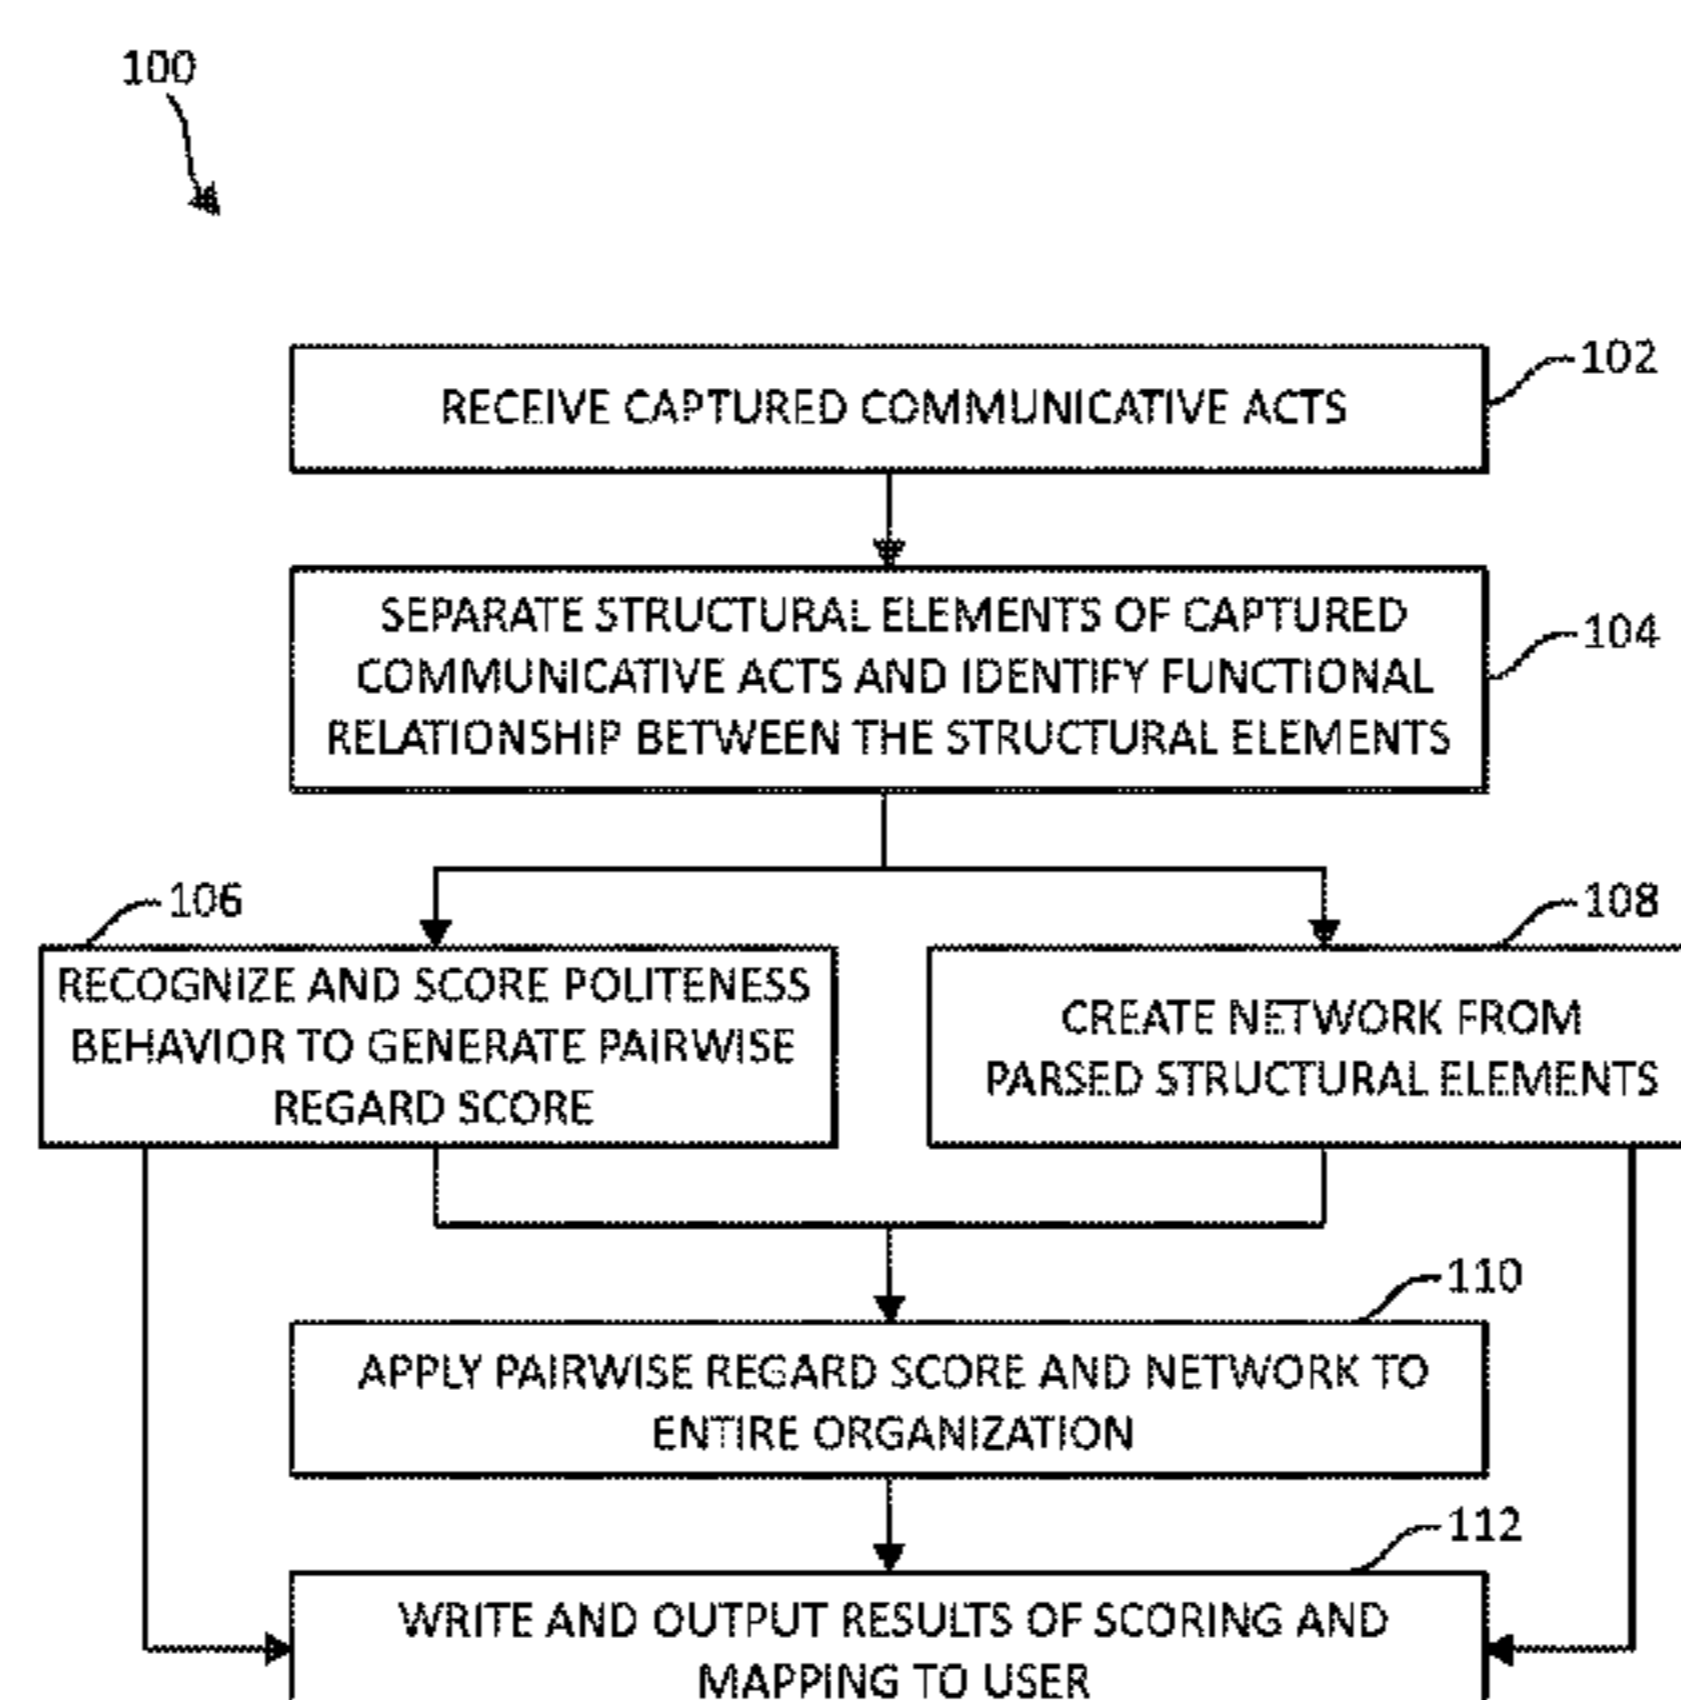 100
102
RECEIVE CAPTURED COMMUNICATIVE ACTS
104
SEPARATE STRUCTURAL ELEMENTS OF CAPTURED
COMMUNICATIVE ACTS AND IDENTIFY FUNCTIONAL
RELATIONSHIP BETWEEN THE STRUCTURAL ELEMENTS
106
RECOGNIZE AND SCORE POLITENESS
BEHAVIOR TO GENERATE PAIRWISE
REGARD SCORE
108
CREATE NETWORK FROM
PARSED STRUCTURAL ELEMENTS
110
APPLY PAIRWISE REGARD SCORE AND NETWORK TO
ENTIRE ORGANIZATION
112
WRITE AND OUTPUT RESULTS OF SCORING AND
MAPPING TO USER